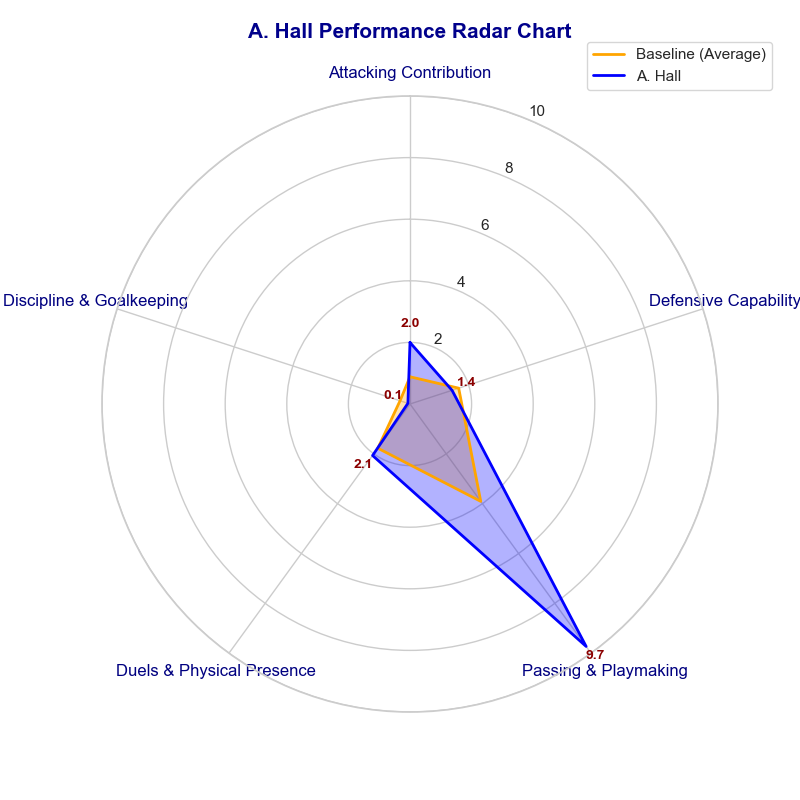 A. Hall Performance Radar Chart
Baseline (Average)
A. Hall
Attacking Contribution
10
8
6
4
2
Discipline & Goalkeeping
Defensive Capability
2.0
1.4
0.1
2.1
9.7
Duels & Physical Presence
Passing & Playmaking